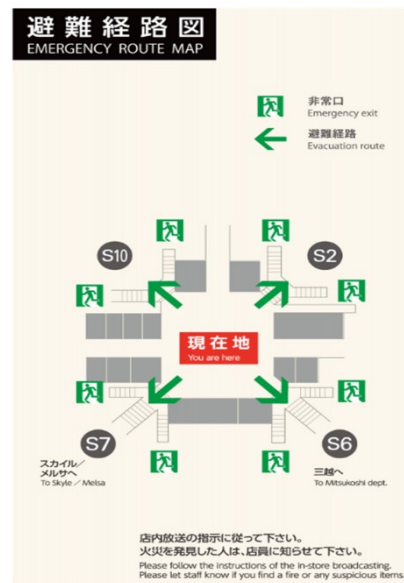 避難経路図
EMERGENCY ROUTE MAP
非常口
Emergency exit
避難経路
Evacuation route
S10
S2
現在地
You are here
S7
スカイル／
メルサへ
To Skyle / Melsa
S6
三越へ
To Mitsukoshi dept.
店内放送の指示に従って下さい。
火災を発見した人は、店員に知らせて下さい。
Please follow the instructions of the in-store broadcasting.
Please let staff know if you find a fire or any suspicious items